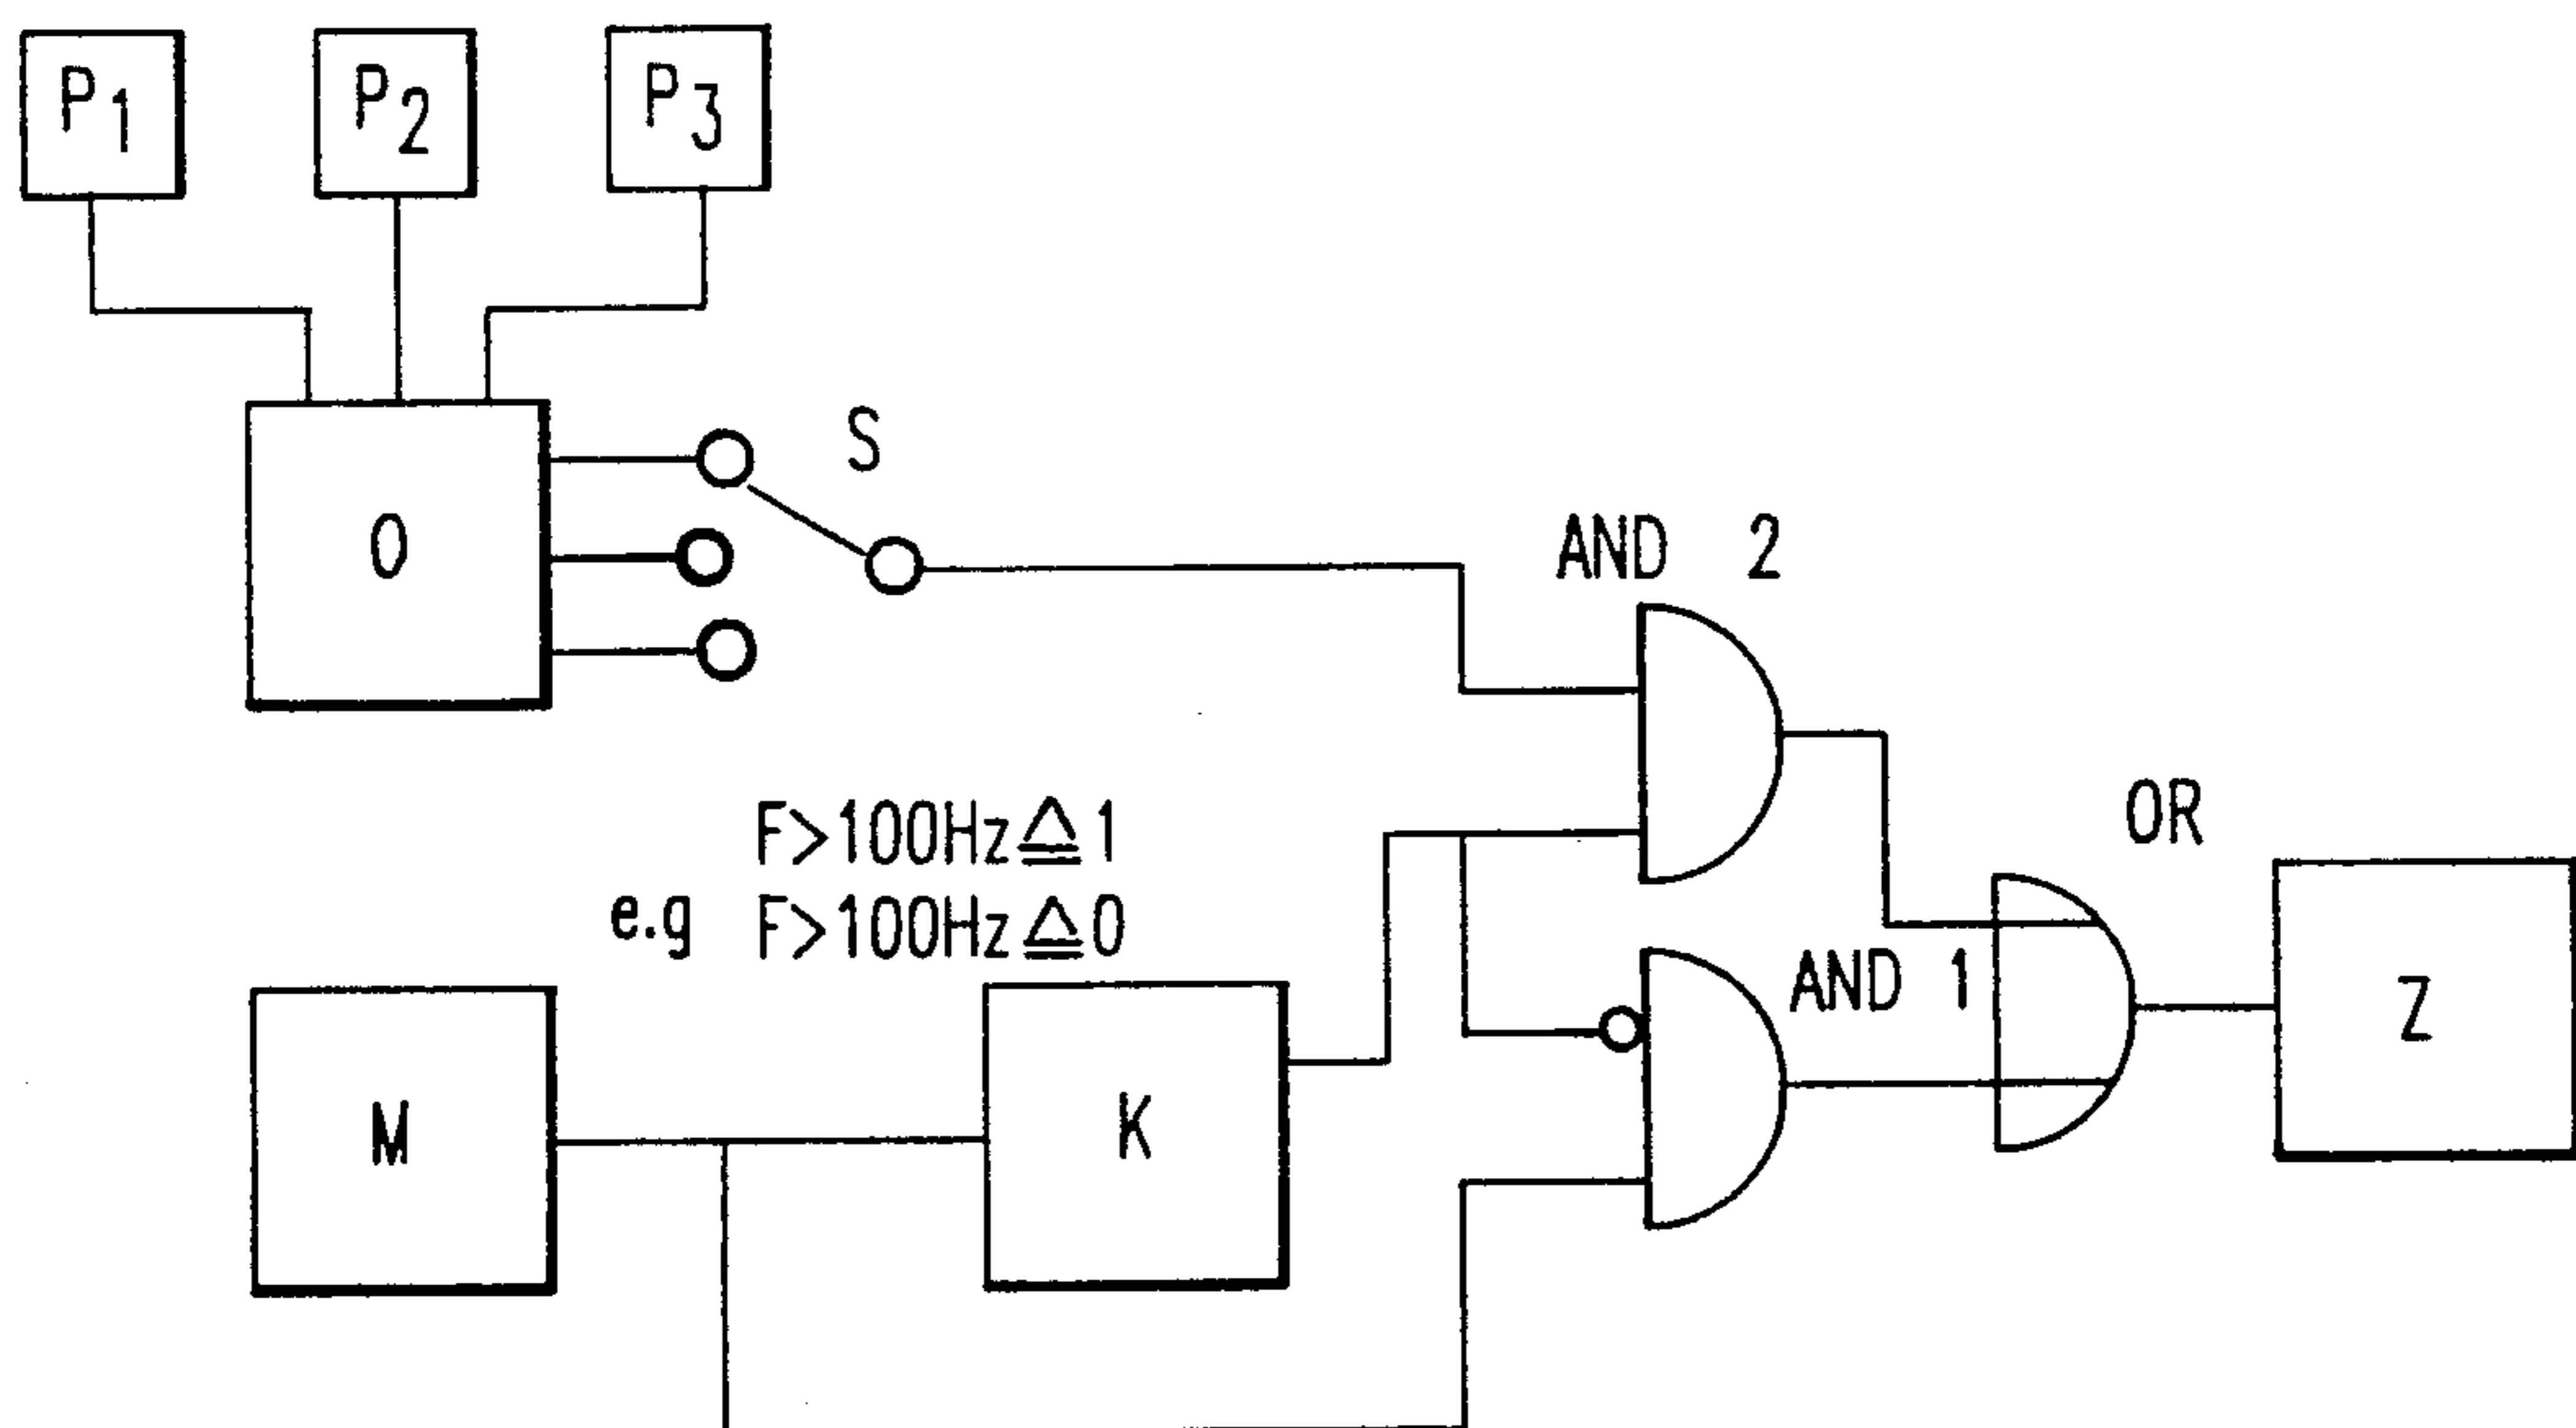 P1
P2
P3
S
O
AND 2
F>100Hz≙1
e.g F>100Hz≙0
OR
AND 1
M
K
Z